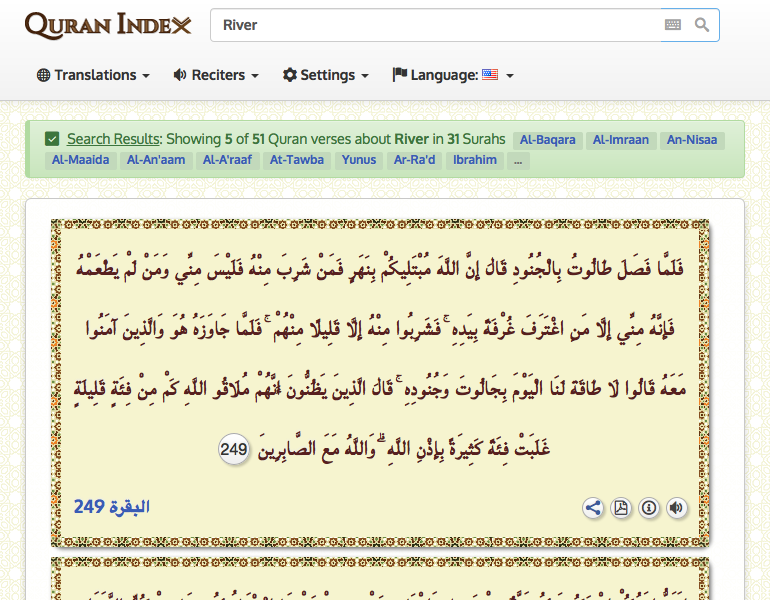 QURAN INDEX
River
Translations Reciters Settings Language:
Search Results: Showing 5 of 51 Quran verses about River in 31 Surahs Al-Baqara Al-Imraan An-Nisaa
Al-Maaida Al-An'aam Al-A'raaf At-Tawba Yunus Ar-Ra'd Ibrahim ...
فَلَمَّا فَصَلَ طَالُوتُ بِالْجُنُودِ قَالَ إِنَّ اللَّهَ مُبْتَلِيكُمْ بِنَهَرٍ فَمَنْ شَرِبَ مِنْهُ فَلَيْسَ مِنِّي وَمَنْ لَمْ يَطْعَمْهُ
فَإِنَّهُ مِنِّي إِلَّا مَنِ اغْتَرَفَ غُرْفَةً بِيَدِهِ ۚ فَشَرِبُوا مِنْهُ إِلَّا قَلِيلًا مِنْهُمْ ۚ فَلَمَّا جَاوَزَهُ هُوَ وَالَّذِينَ آمَنُوا
مَعَهُ قَالُوا لَا طَاقَةَ لَنَا الْيَوْمَ بِجَالُوتَ وَجُنُودِهِ ۚ قَالَ الَّذِينَ يَظُنُّونَ أَنَّهُمْ مُلَاقُو اللَّهِ كَمْ مِنْ فِئَةٍ قَلِيلَةٍ
غَلَبَتْ فِئَةً كَثِيرَةً بِإِذْنِ اللَّهِ ۗ وَاللَّهُ مَعَ الصَّابِرِينَ 249
البقرة 249